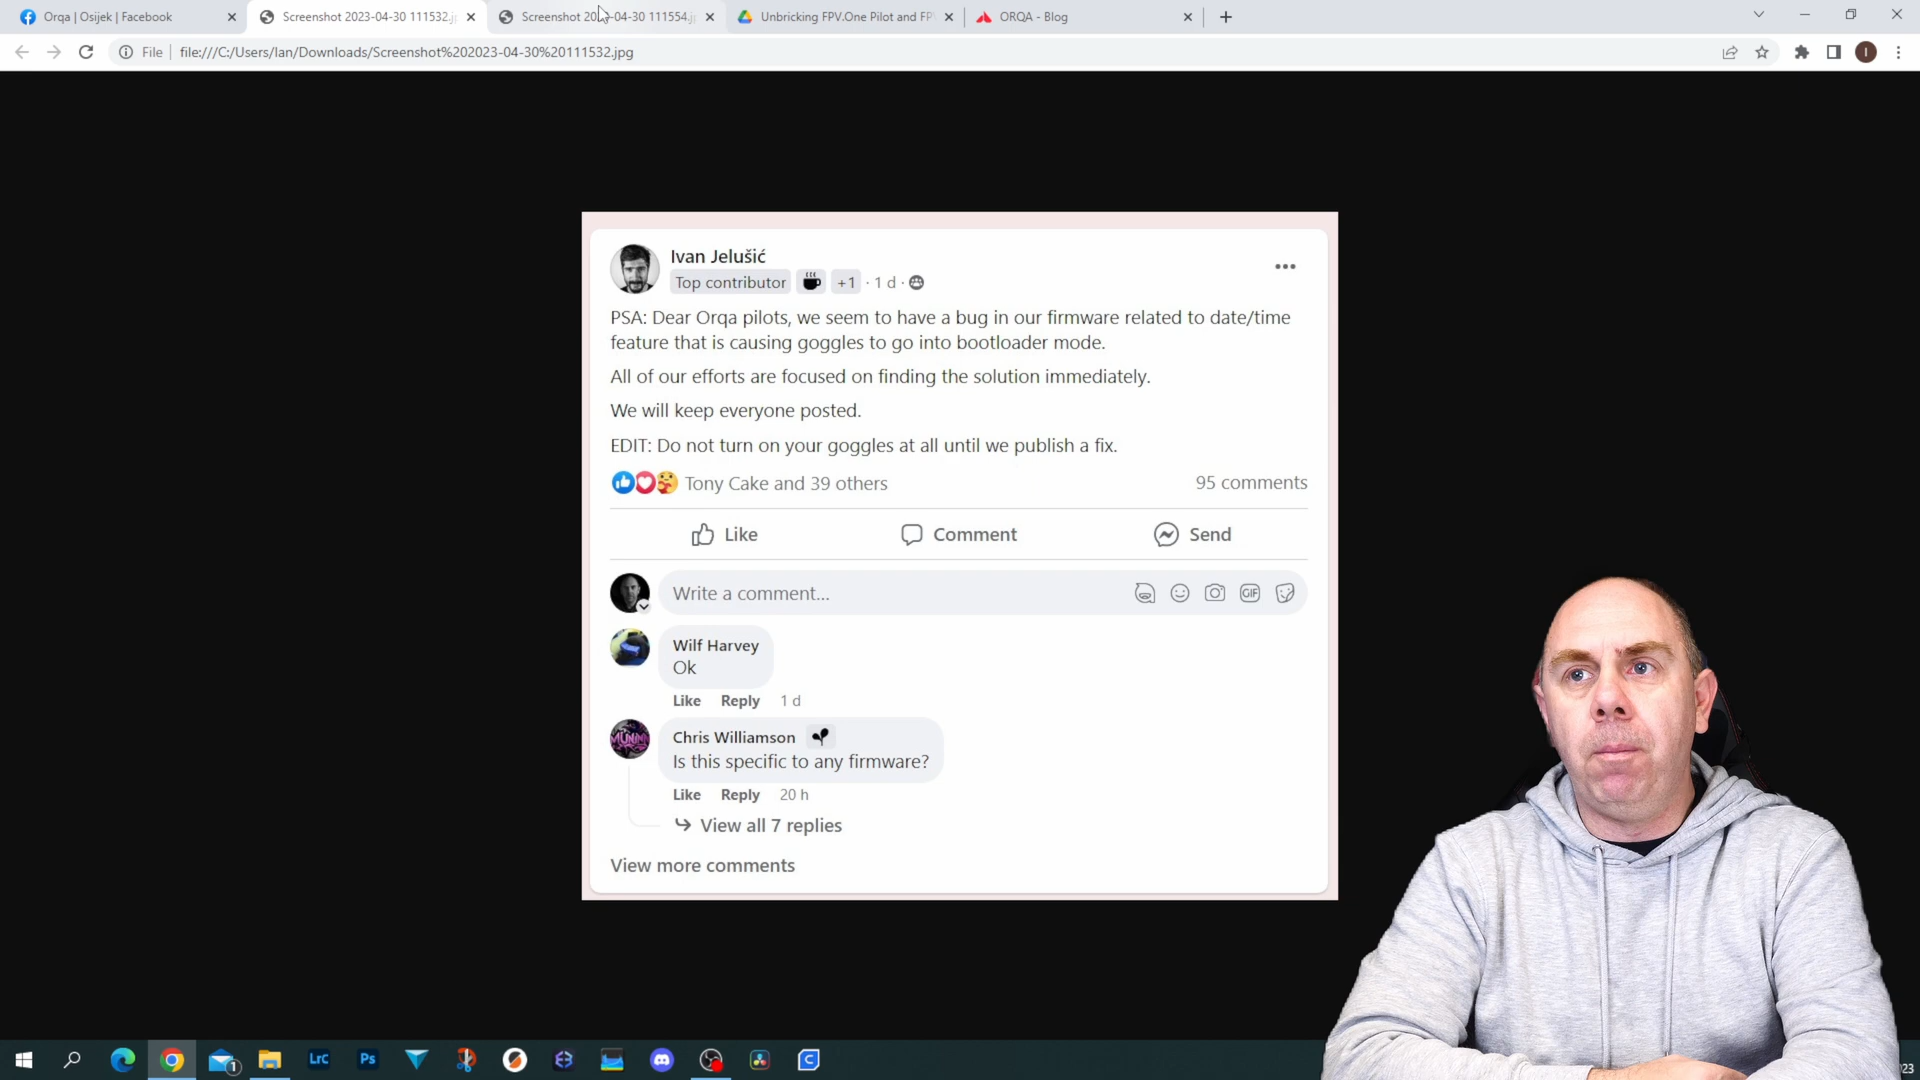 Orqa | Osijek | Facebook
Screenshot 2023-04-30 111532.j
Screenshot 2023-04-30 111554.j
Unbricking FPV.One Pilot and FP
ORQA - Blog
File
file:///C:/Users/Ian/Downloads/Screenshot%202023-04-30%20111532.jpg
I
Ivan Jelušić
Top contributor +1 · 1 d ·
PSA: Dear Orqa pilots, we seem to have a bug in our firmware related to date/time
feature that is causing goggles to go into bootloader mode.
All of our efforts are focused on finding the solution immediately.
We will keep everyone posted.
EDIT: Do not turn on your goggles at all until we publish a fix.
Tony Cake and 39 others
95 comments
Like
Comment
Send
Write a comment...
GIF
Wilf Harvey
Ok
Like Reply 1 d
Chris Williamson
Is this specific to any firmware?
Like Reply 20 h
View all 7 replies
View more comments
1
LrC
Ps
C
23